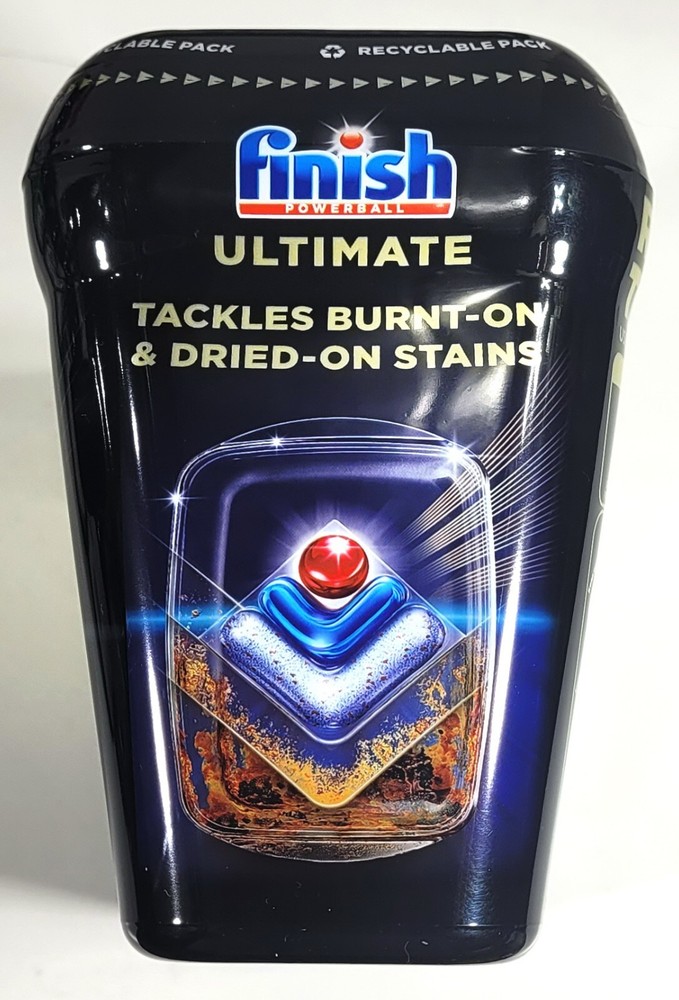 CLABLE PACK
RECYCLABLE PACK
finish
POWERBALL
ULTIMATE
TACKLES BURNT-ON
& DRIED-ON STAINS